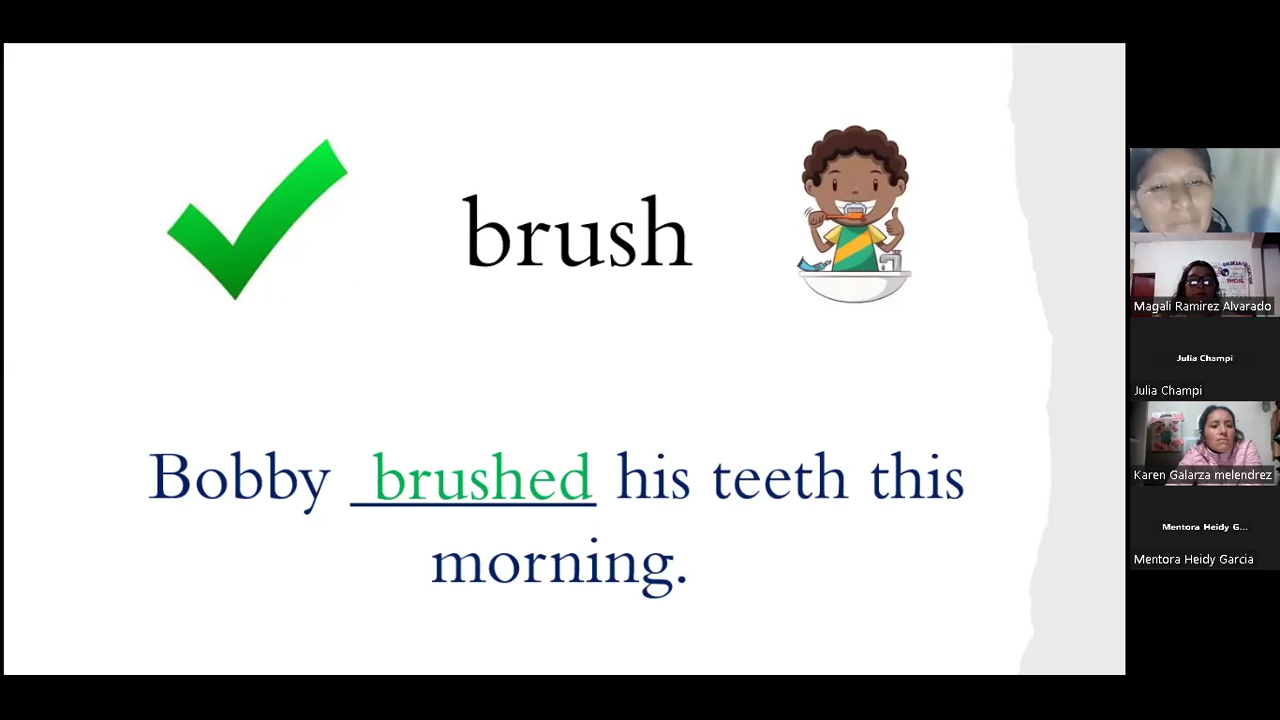 brush
Bobby brushed his teeth this
morning.
Magali Ramirez Alvarado
Julia Champi
Julia Champi
Karen Galarza melendrez
Mentora Heidy G...
Mentora Heidy Garcia